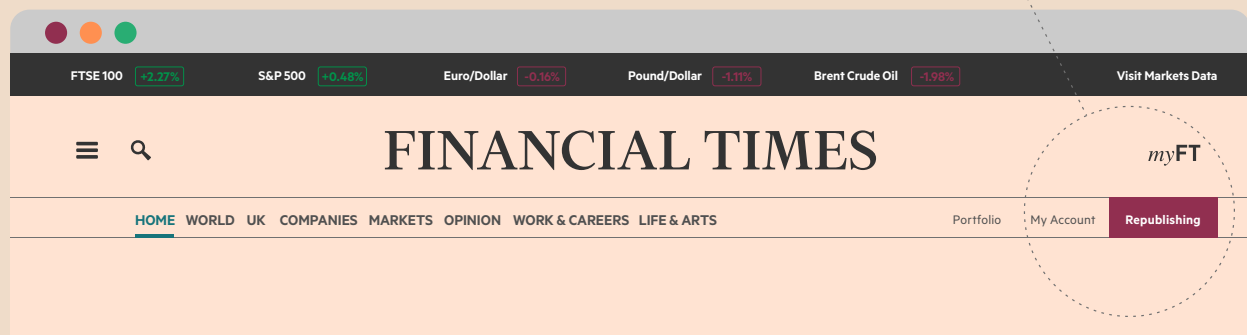 FTSE 100 +2.27% S&P 500 +0.48% Euro/Dollar -0.16% Pound/Dollar -1.11% Brent Crude Oil -1.98% Visit Markets Data
FINANCIAL TIMES
myFT
HOME WORLD UK COMPANIES MARKETS OPINION WORK & CAREERS LIFE & ARTS Portfolio My Account Republishing